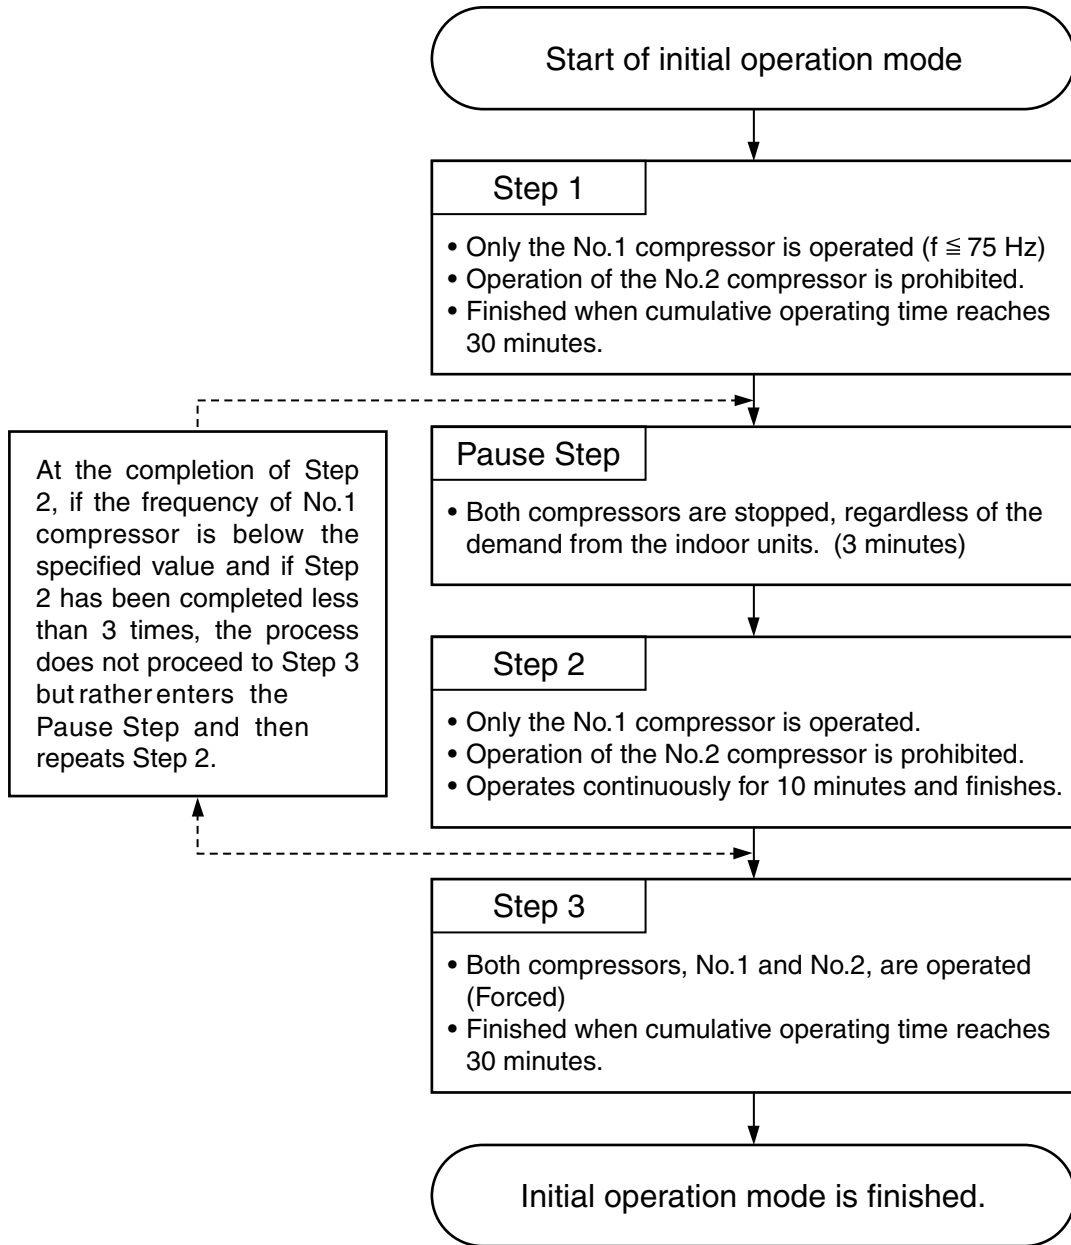 Start of initial operation mode
Step 1
• Only the No.1 compressor is operated (f ≦ 75 Hz)
• Operation of the No.2 compressor is prohibited.
• Finished when cumulative operating time reaches
30 minutes.
Pause Step
• Both compressors are stopped, regardless of the
demand from the indoor units. (3 minutes)
At the completion of Step
2, if the frequency of No.1
compressor is below the
specified value and if Step
2 has been completed less
than 3 times, the process
does not proceed to Step 3
but rather enters the
Pause Step and then
repeats Step 2.
Step 2
• Only the No.1 compressor is operated.
• Operation of the No.2 compressor is prohibited.
• Operates continuously for 10 minutes and finishes.
Step 3
• Both compressors, No.1 and No.2, are operated
(Forced)
• Finished when cumulative operating time reaches
30 minutes.
Initial operation mode is finished.